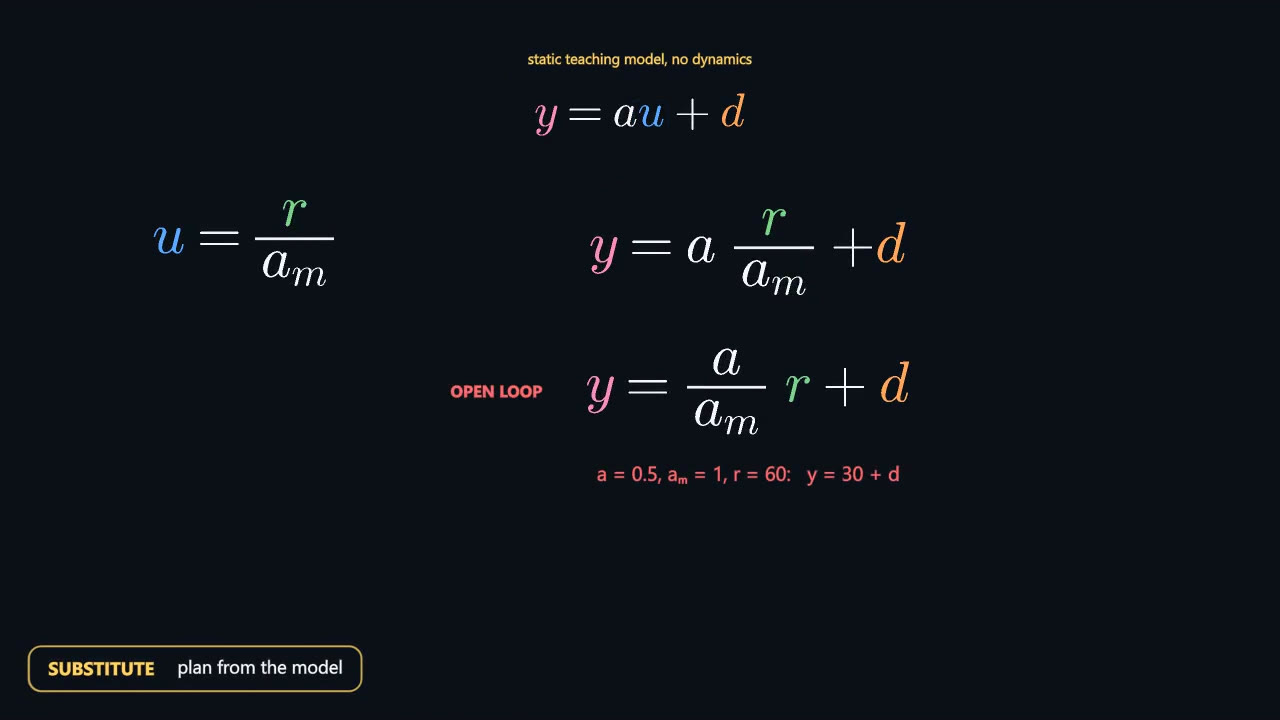 static teaching model, no dynamics
y = au + d
u = r/a_m
y = a r/a_m + d
OPEN LOOP y = a/a_m r + d
a = 0.5, aₘ = 1, r = 60: y = 30 + d
SUBSTITUTE plan from the model